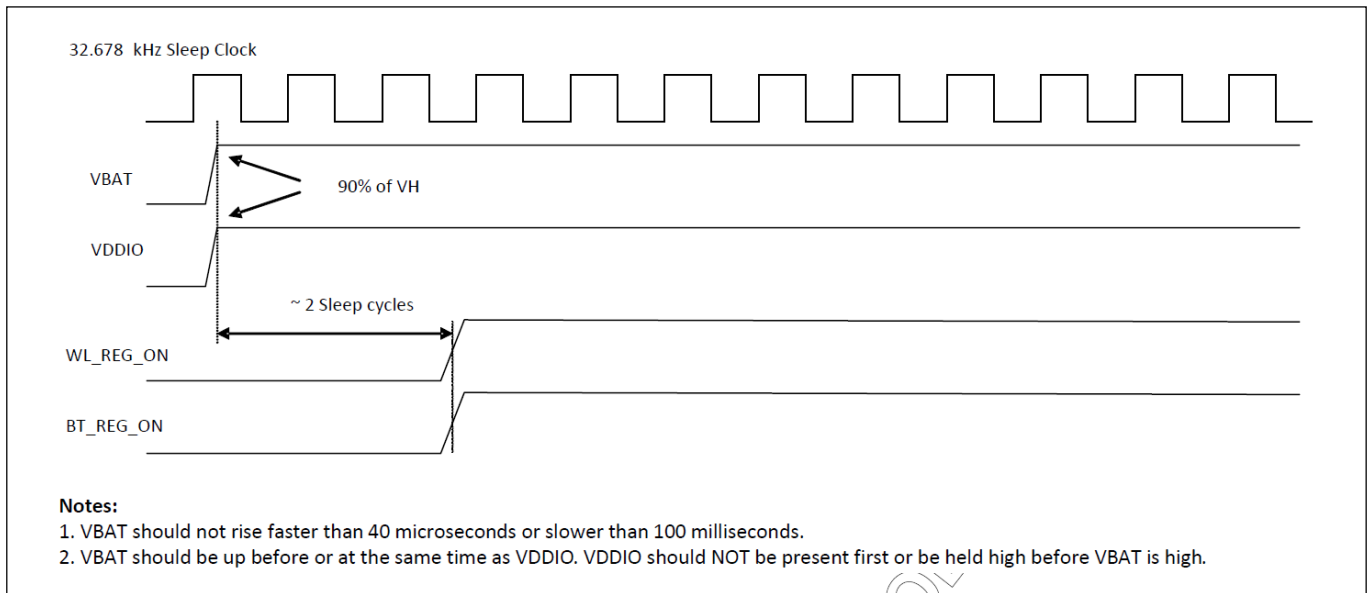 32.678 kHz Sleep Clock
VBAT
90% of VH
VDDIO
~ 2 Sleep cycles
WL_REG_ON
BT_REG_ON
Notes:
1. VBAT should not rise faster than 40 microseconds or slower than 100 milliseconds.
2. VBAT should be up before or at the same time as VDDIO. VDDIO should NOT be present first or be held high before VBAT is high.